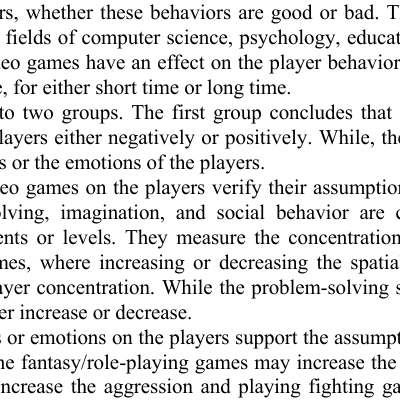 rs, whether these behaviors are good or bad. T
fields of computer science, psychology, educat
eo games have an effect on the player behavior
e, for either short time or long time.
to two groups. The first group concludes that
layers either negatively or positively. While, the
s or the emotions of the players.
eo games on the players verify their assumption
olving, imagination, and social behavior are c
ents or levels. They measure the concentration
mes, where increasing or decreasing the spatia
ayer concentration. While the problem-solving s
er increase or decrease.
s or emotions on the players support the assumpt
he fantasy/role-playing games may increase the
increase the aggression and playing fighting ga